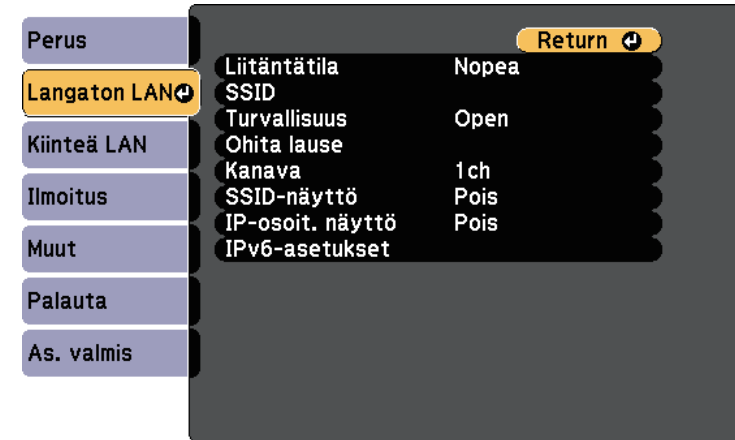 Perus
Langaton LAN
Kiinteä LAN
Ilmoitus
Muut
Palauta
As. valmis
Return
Liitäntätila Nopea
SSID
Turvallisuus Open
Ohita lause
Kanava 1ch
SSID-näyttö Pois
IP-osoit. näyttö Pois
IPv6-asetukset